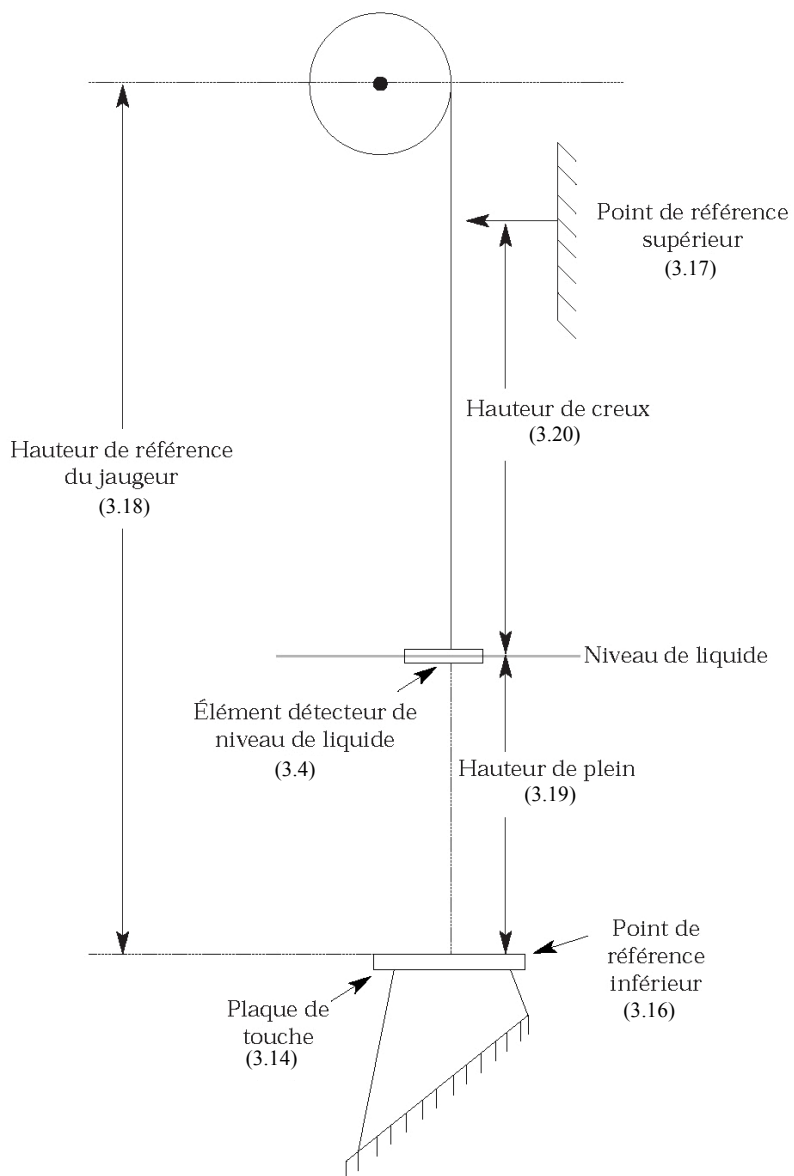 Point de référence
supérieur
(3.17)
Hauteur de creux
(3.20)
Hauteur de référence
du jaugeur
(3.18)
Niveau de liquide
Élément détecteur de
niveau de liquide
(3.4)
Hauteur de plein
(3.19)
Point de
référence
inférieur
(3.16)
Plaque de
touche
(3.14)